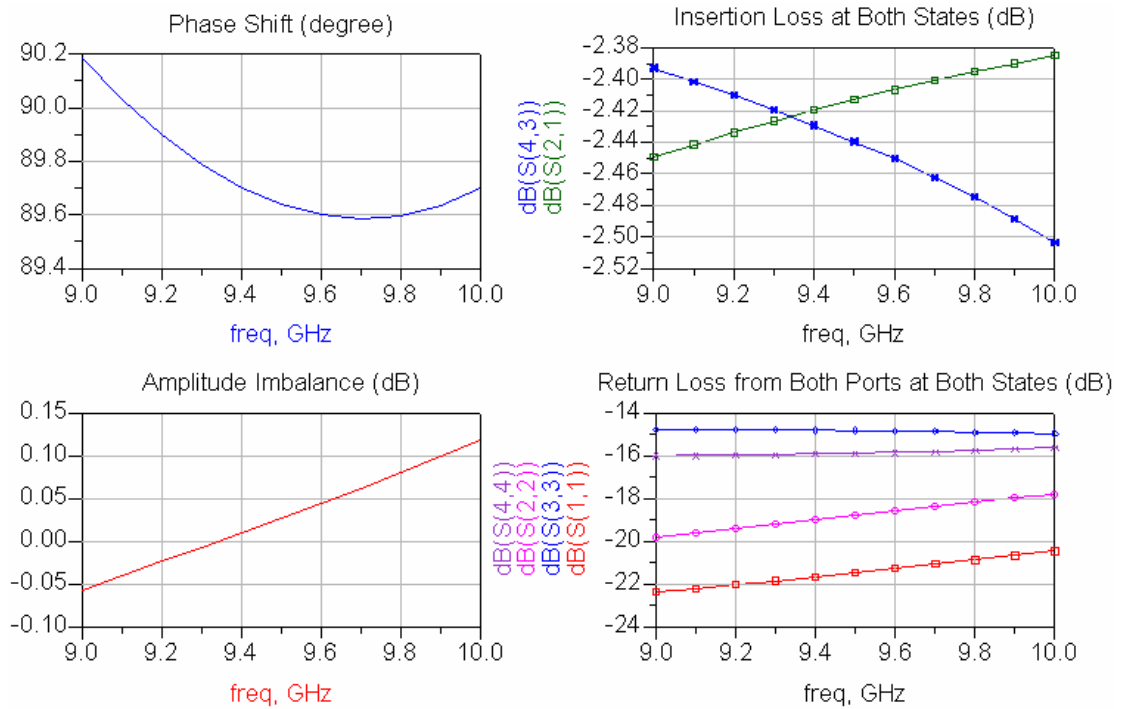 Phase Shift (degree)
90.2
90.0
89.8
89.6
89.4
9.0 9.2 9.4 9.6 9.8 10.0
freq, GHz
Insertion Loss at Both States (dB)
dB(S(4,3))
dB(S(2,1))
-2.38
-2.40
-2.42
-2.44
-2.46
-2.48
-2.50
-2.52
9.0 9.2 9.4 9.6 9.8 10.0
freq, GHz
Amplitude Imbalance (dB)
0.15
0.10
0.05
0.00
-0.05
-0.10
9.0 9.2 9.4 9.6 9.8 10.0
freq, GHz
Return Loss from Both Ports at Both States (dB)
dB(S(4,4))
dB(S(2,2))
dB(S(3,3))
dB(S(1,1))
-14
-16
-18
-20
-22
-24
9.0 9.2 9.4 9.6 9.8 10.0
freq, GHz